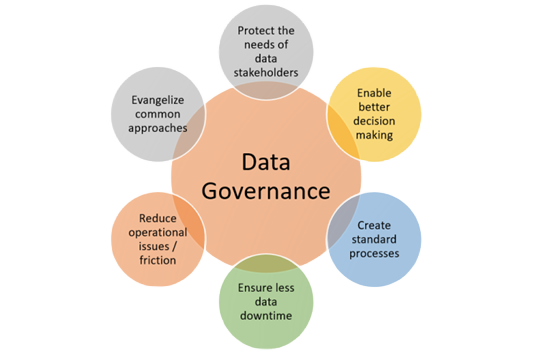 Protect the
needs of
data
stakeholders
Enable
better
decision
making
Create
standard
processes
Ensure less
data
downtime
Reduce
operational
issues /
friction
Evangelize
common
approaches
Data
Governance